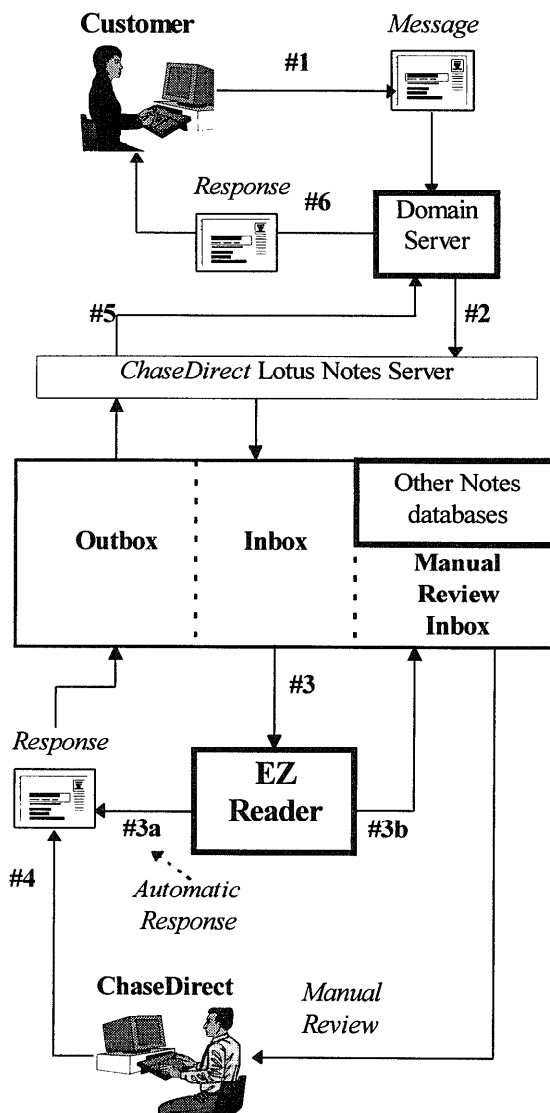 Customer
Message
#1
Response
#6
Domain
Server
#5
#2
ChaseDirect Lotus Notes Server
Other Notes
databases
Outbox
Inbox
Manual
Review
Inbox
#3
Response
EZ
Reader
#3a
#3b
#4
Automatic
Response
ChaseDirect
Manual
Review